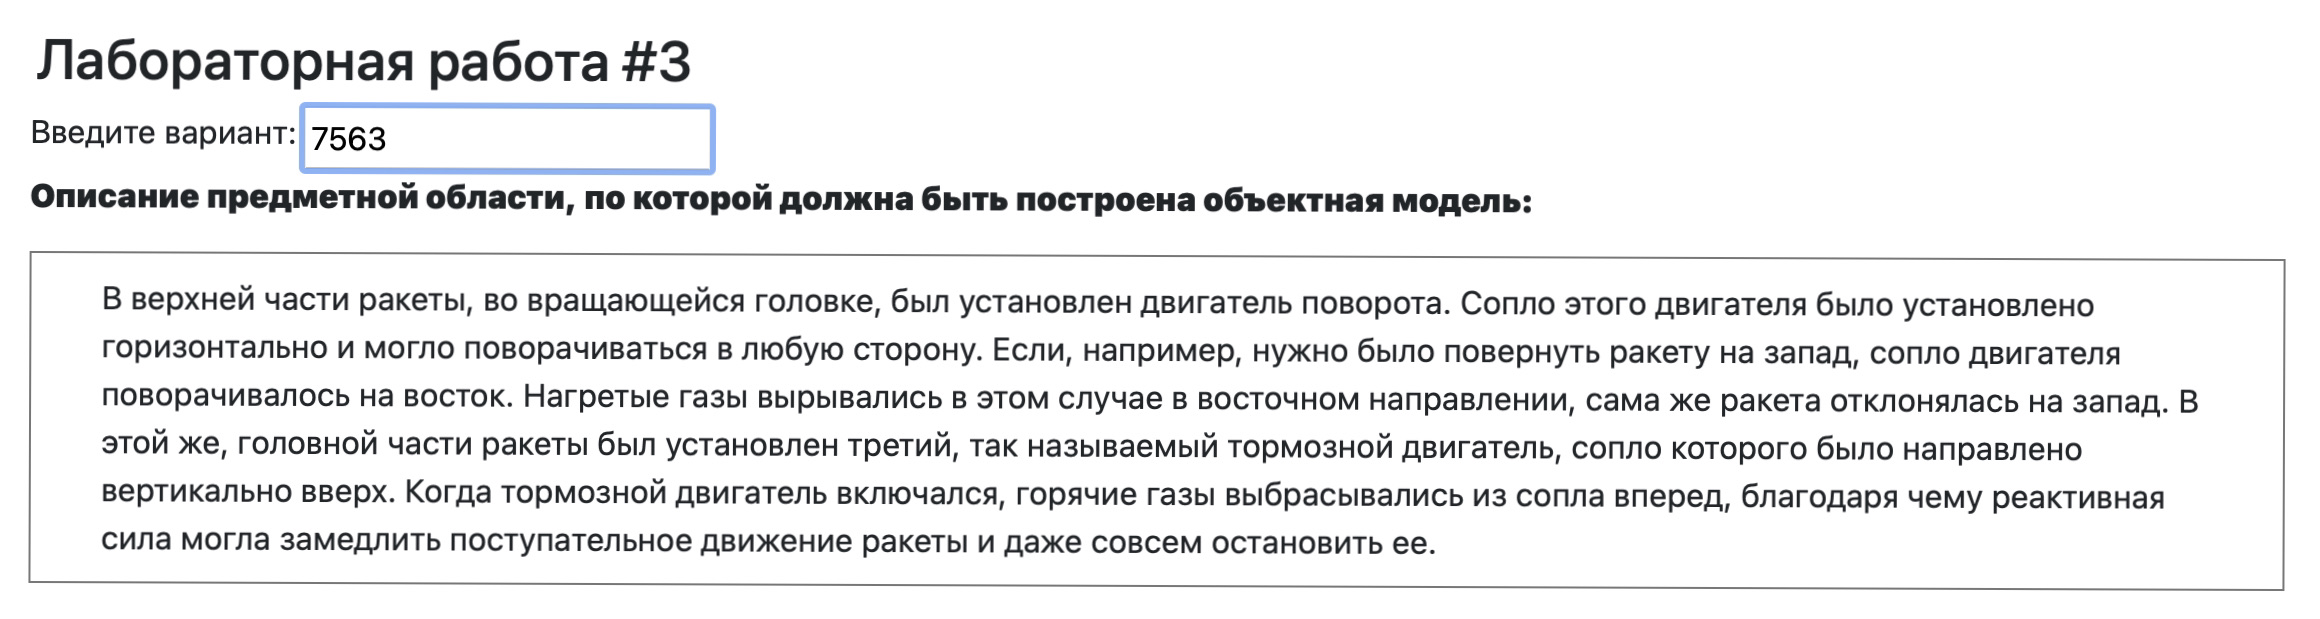 Лабораторная работа #3
Введите вариант: 7563
Описание предметной области, по которой должна быть построена объектная модель:
В верхней части ракеты, во вращающейся головке, был установлен двигатель поворота. Сопло этого двигателя было установлено
горизонтально и могло поворачиваться в любую сторону. Если, например, нужно было повернуть ракету на запад, сопло двигателя
поворачивалось на восток. Нагретые газы вырывались в этом случае в восточном направлении, сама же ракета отклонялась на запад. В
этой же, головной части ракеты был установлен третий, так называемый тормозной двигатель, сопло которого было направлено
вертикально вверх. Когда тормозной двигатель включался, горячие газы выбрасывались из сопла вперед, благодаря чему реактивная
сила могла замедлить поступательное движение ракеты и даже совсем остановить ее.